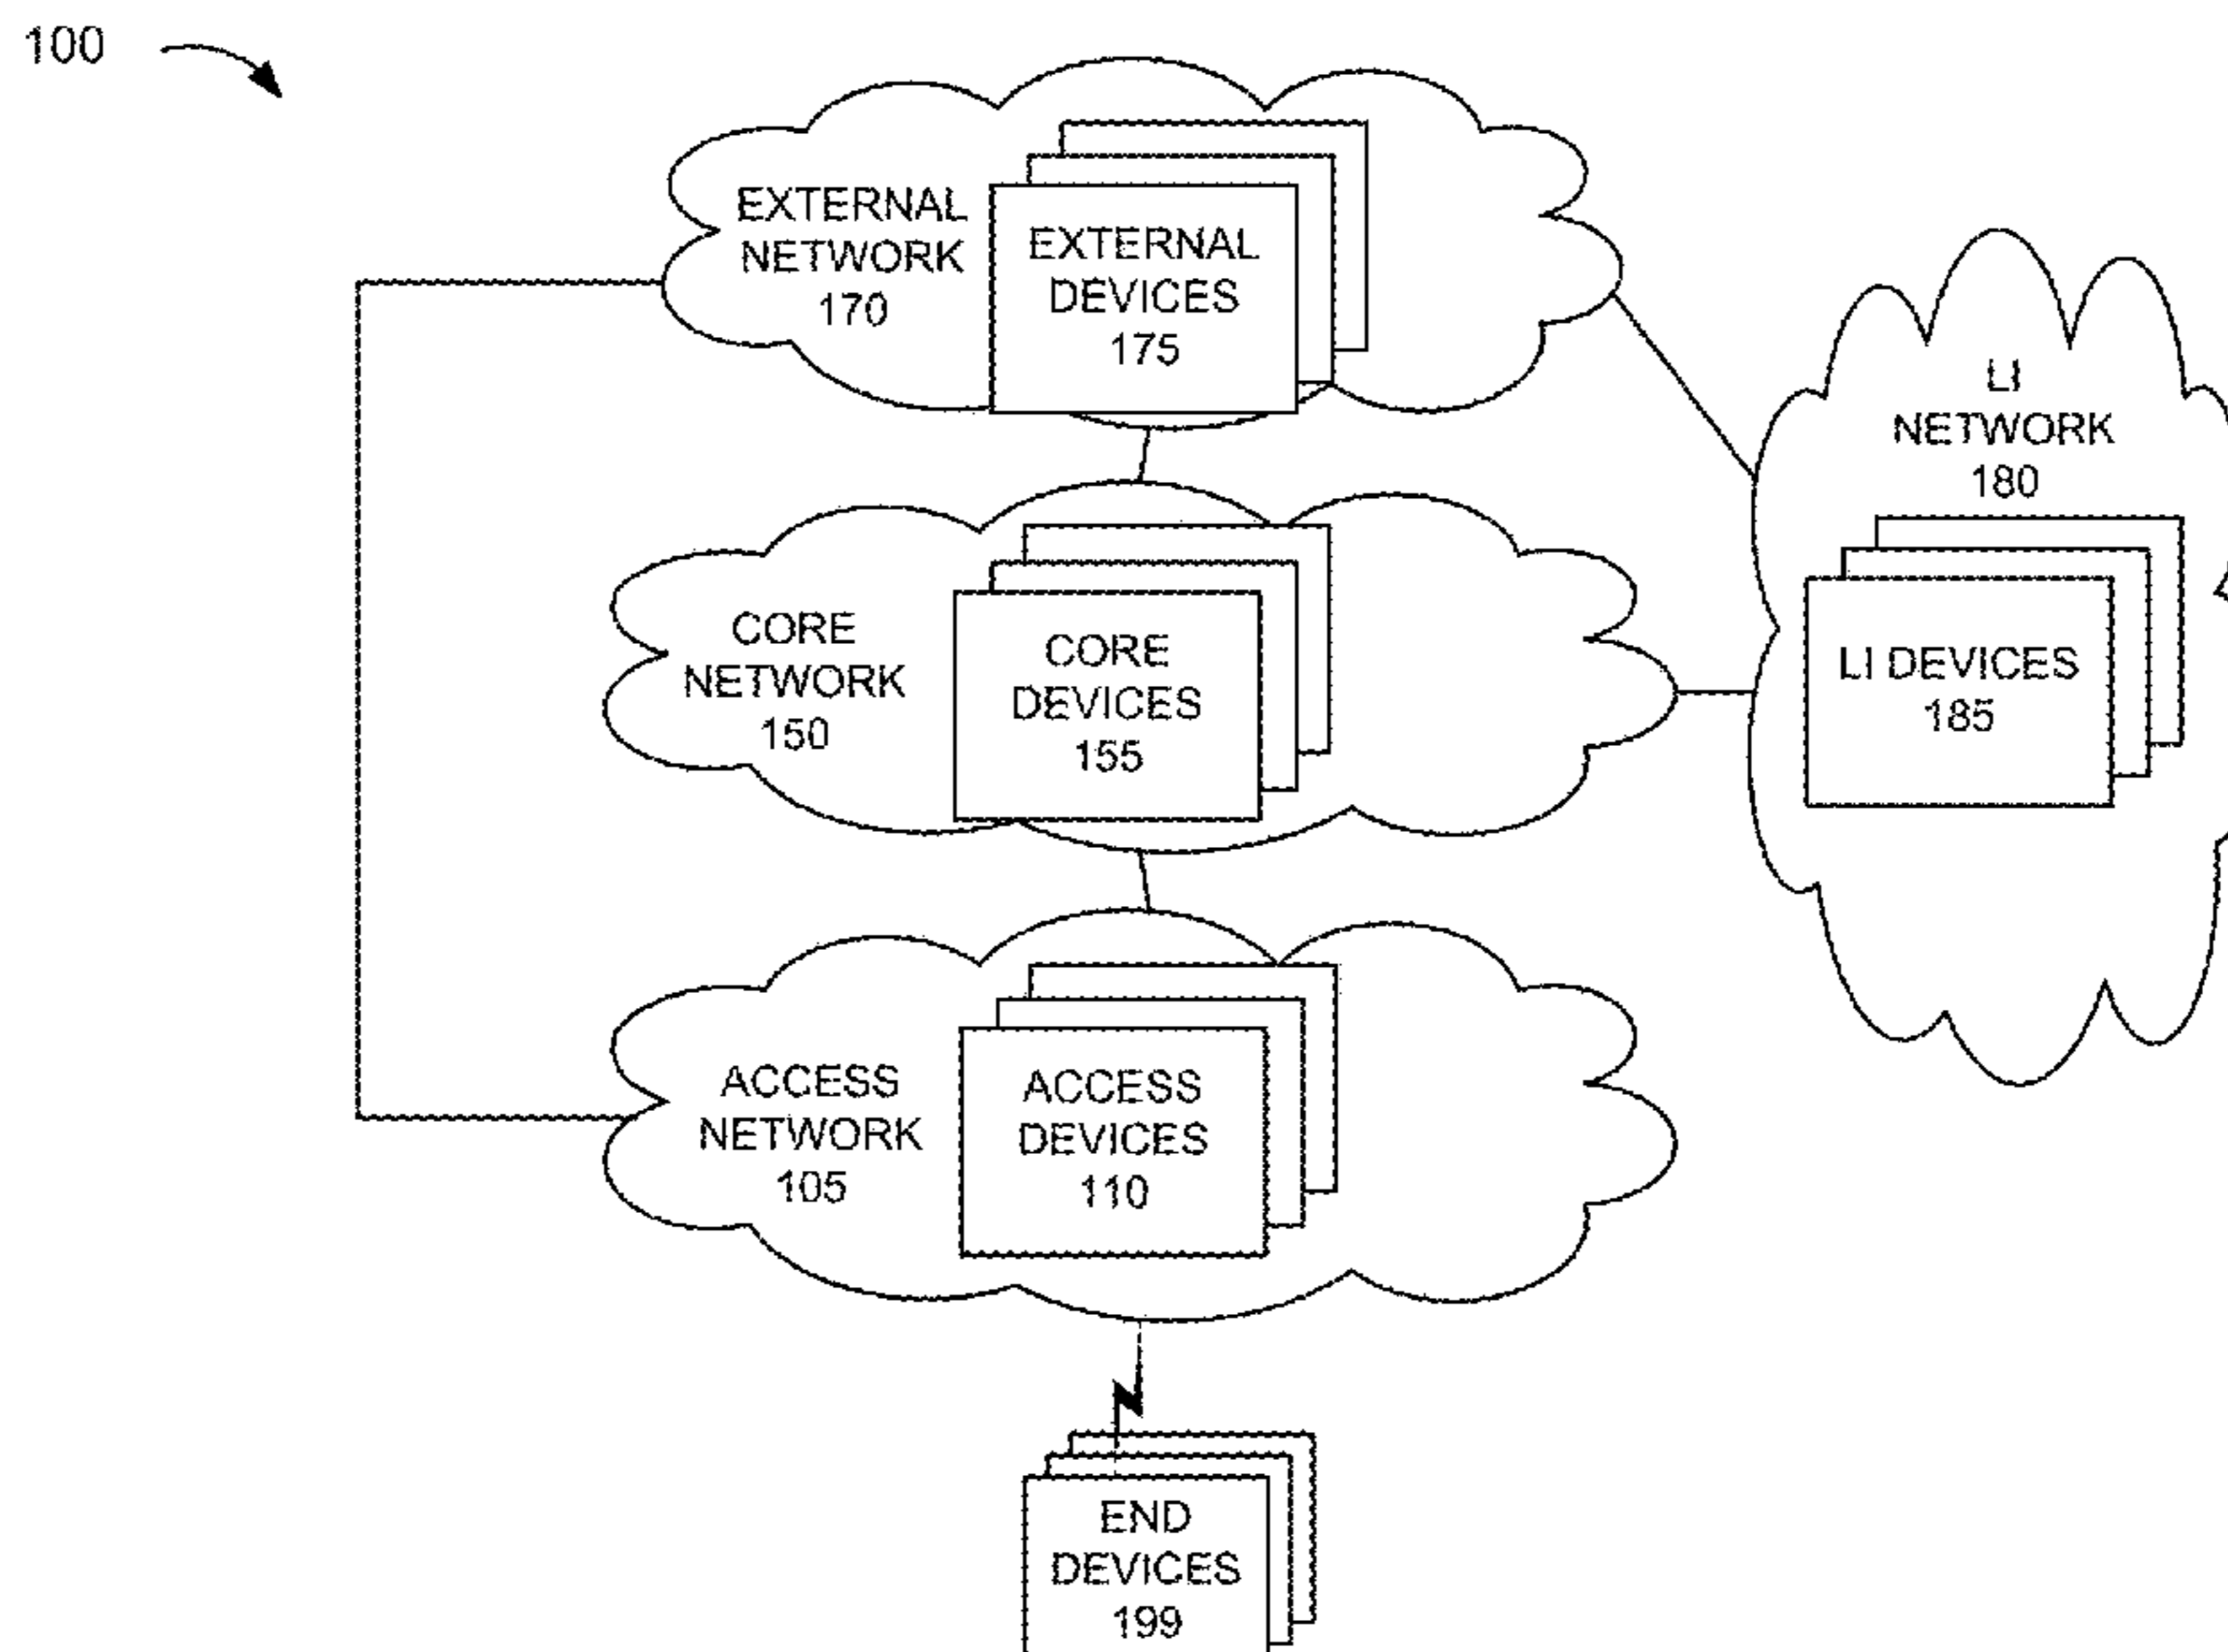 100
EXTERNAL
NETWORK
170
EXTERNAL
DEVICES
175
LI
NETWORK
180
LI DEVICES
185
CORE
NETWORK
150
CORE
DEVICES
155
ACCESS
NETWORK
105
ACCESS
DEVICES
110
END
DEVICES
199